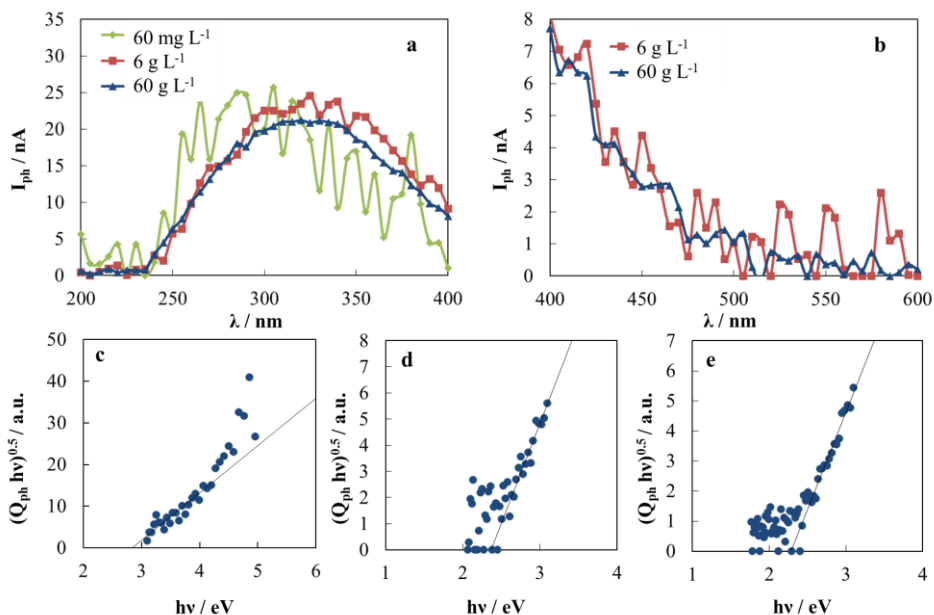 60 mg L⁻¹
6 g L⁻¹
60 g L⁻¹
a
35
30
25
20
15
10
5
0
I_ph / nA
200 250 300 350 400
λ / nm
6 g L⁻¹
60 g L⁻¹
b
8
7
6
5
4
3
2
1
0
I_ph / nA
400 450 500 550 600
λ / nm
c
50
40
30
20
10
0
(Q_ph hν)^0.5 / a.u.
2 3 4 5 6
hν / eV
d
8
7
6
5
4
3
2
1
0
(Q_ph hν)^0.5 / a.u.
1 2 3 4
hν / eV
e
7
6
5
4
3
2
1
0
(Q_ph hν)^0.5 / a.u.
1 2 3 4
hν / eV